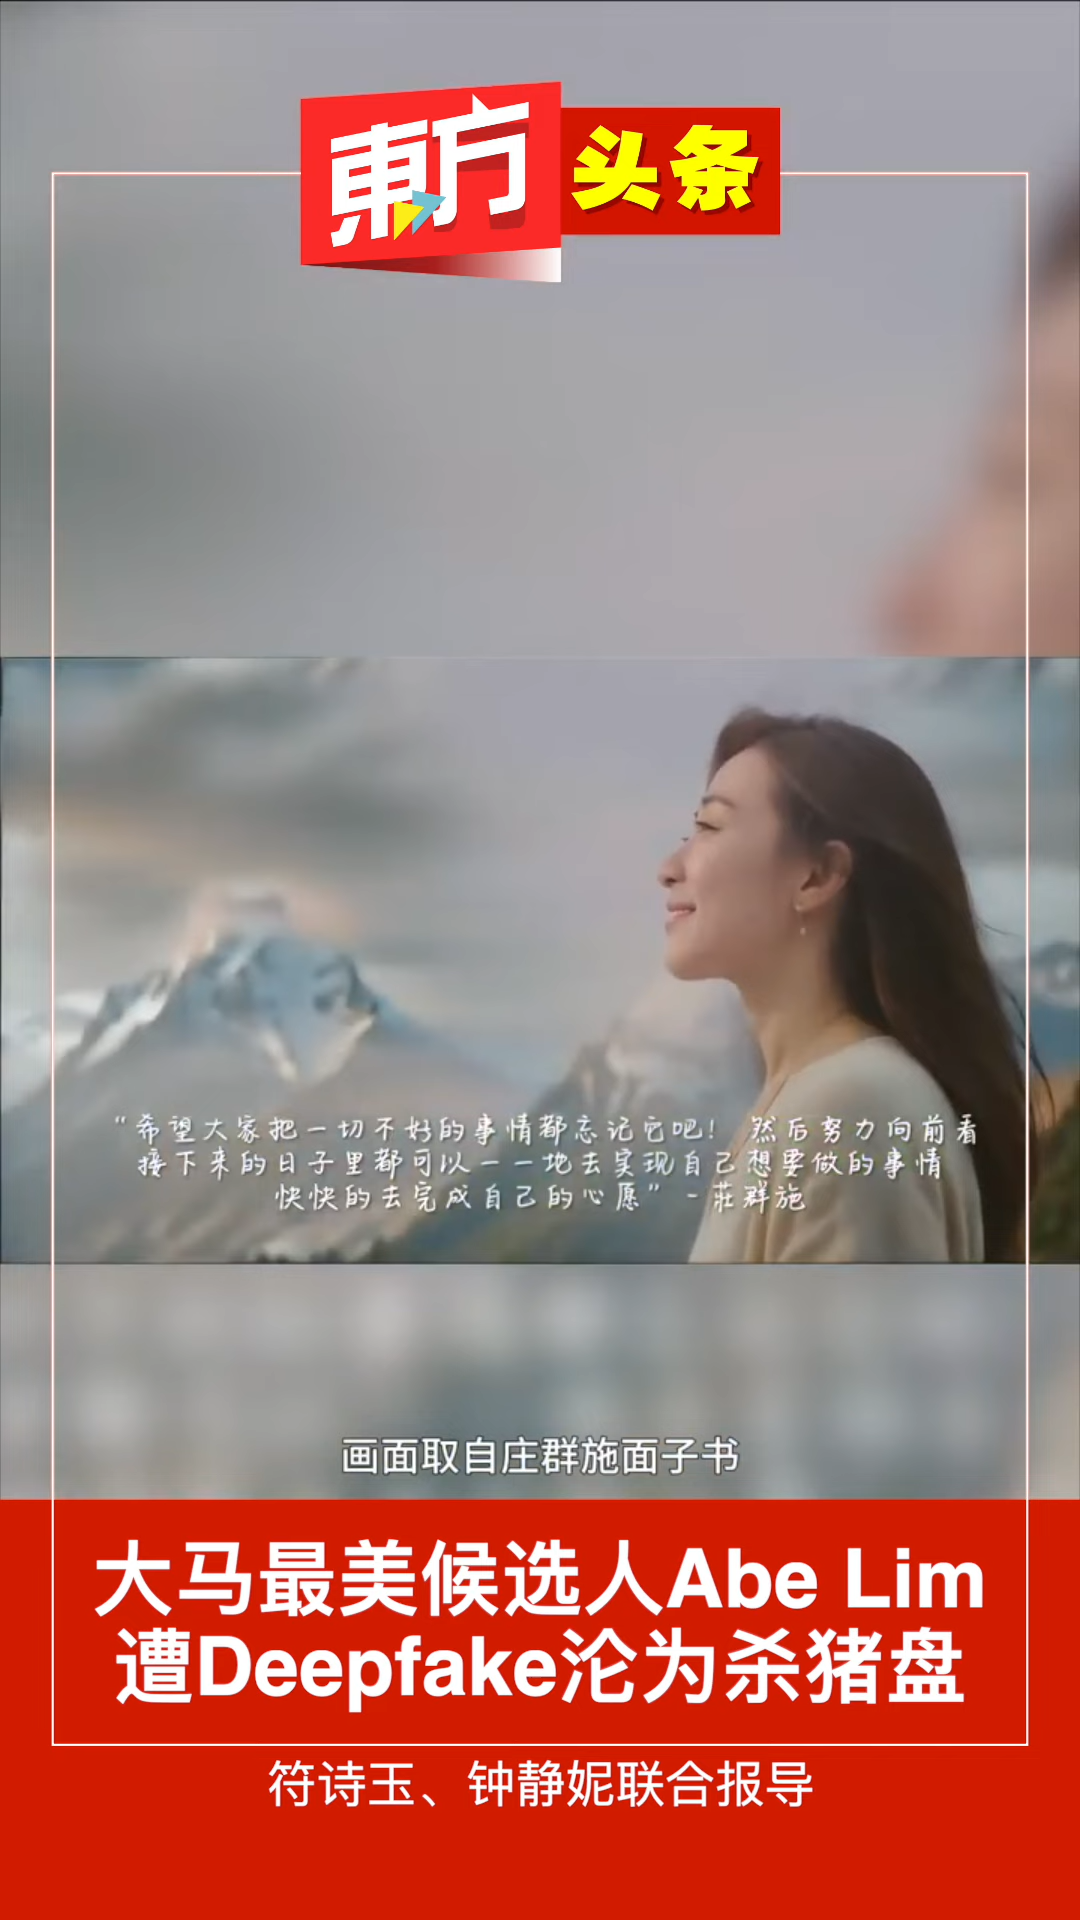 東方 头条
“希望大家把一切不好的事情都忘记它吧！ 然后努力向前看
接下来的日子里都可以一一地去实现自己想要做的事情
快快的去完成自己的心愿” - 莊群施
画面取自庄群施面子书
大马最美候选人Abe Lim
遭Deepfake沦为杀猪盘
符诗玉、钟静妮联合报导